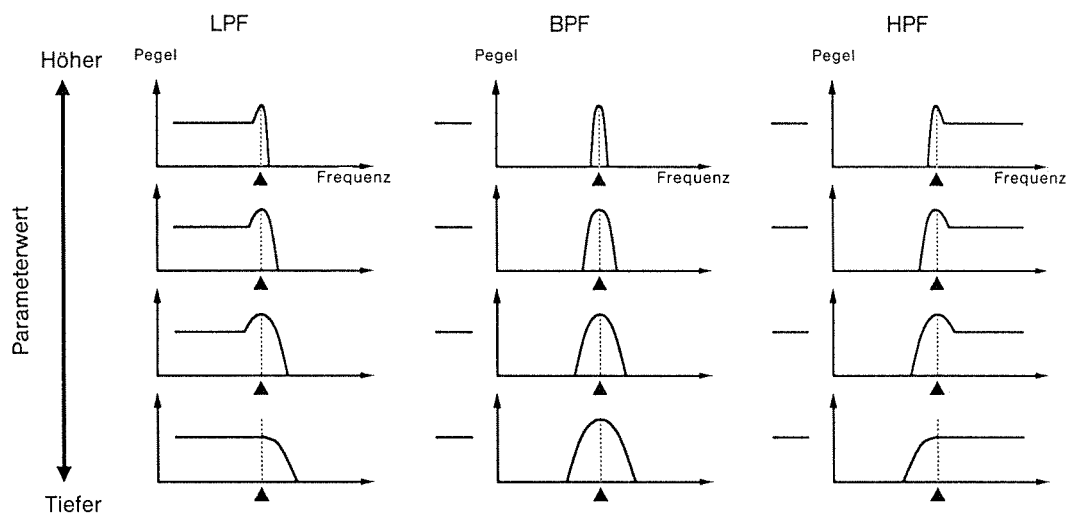 LPF
BPF
HPF
Höher
Pegel
Pegel
Pegel
Frequenz
Frequenz
Frequenz
Parameterwert
Tiefer